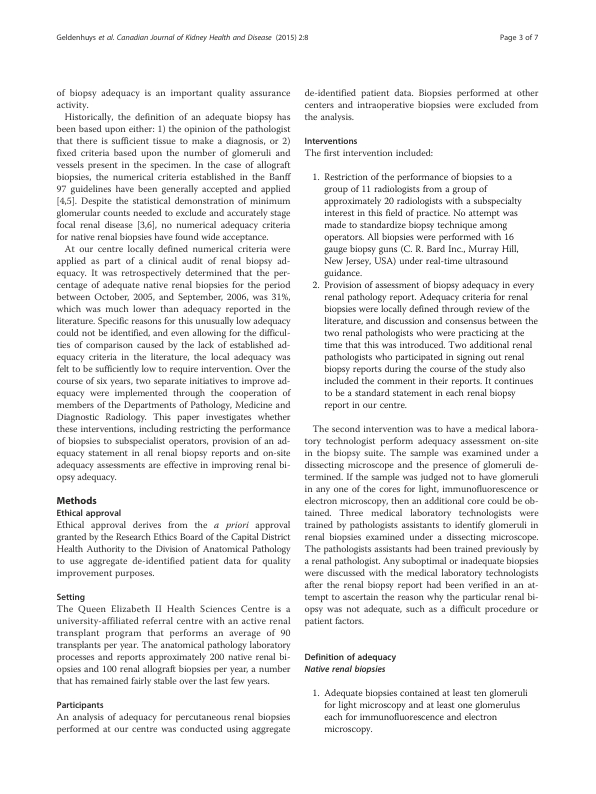 Geldenhuys et al. Canadian Journal of Kidney Health and Disease (2015) 2:8
Page 3 of 7
of biopsy adequacy is an important quality assurance
activity.
Historically, the definition of an adequate biopsy has
been based upon either: 1) the opinion of the pathologist
that there is sufficient tissue to make a diagnosis, or 2)
fixed criteria based upon the number of glomeruli and
vessels present in the specimen. In the case of allograft
biopsies, the numerical criteria established in the Banff
97 guidelines have been generally accepted and applied
[4,5]. Despite the statistical demonstration of minimum
glomerular counts needed to exclude and accurately stage
focal renal disease [3,6], no numerical adequacy criteria
for native renal biopsies have found wide acceptance.
At our centre locally defined numerical criteria were
applied as part of a clinical audit of renal biopsy ad-
equacy. It was retrospectively determined that the per-
centage of adequate native renal biopsies for the period
between October, 2005, and September, 2006, was 31%,
which was much lower than adequacy reported in the
literature. Specific reasons for this unusually low adequacy
could not be identified, and even allowing for the difficul-
ties of comparison caused by the lack of established ad-
equacy criteria in the literature, the local adequacy was
felt to be sufficiently low to require intervention. Over the
course of six years, two separate initiatives to improve ad-
equacy were implemented through the cooperation of
members of the Departments of Pathology, Medicine and
Diagnostic Radiology. This paper investigates whether
these interventions, including restricting the performance
of biopsies to subspecialist operators, provision of an ad-
equacy statement in all renal biopsy reports and on-site
adequacy assessments are effective in improving renal bi-
opsy adequacy.
Methods
Ethical approval
Ethical approval derives from the a priori approval
granted by the Research Ethics Board of the Capital District
Health Authority to the Division of Anatomical Pathology
to use aggregate de-identified patient data for quality
improvement purposes.
Setting
The Queen Elizabeth II Health Sciences Centre is a
university-affiliated referral centre with an active renal
transplant program that performs an average of 90
transplants per year. The anatomical pathology laboratory
processes and reports approximately 200 native renal bi-
opsies and 100 renal allograft biopsies per year, a number
that has remained fairly stable over the last few years.
Participants
An analysis of adequacy for percutaneous renal biopsies
performed at our centre was conducted using aggregate
de-identified patient data. Biopsies performed at other
centers and intraoperative biopsies were excluded from
the analysis.
Interventions
The first intervention included:
1. Restriction of the performance of biopsies to a
group of 11 radiologists from a group of
approximately 20 radiologists with a subspecialty
interest in this field of practice. No attempt was
made to standardize biopsy technique among
operators. All biopsies were performed with 16
gauge biopsy guns (C. R. Bard Inc., Murray Hill,
New Jersey, USA) under real-time ultrasound
guidance.
2. Provision of assessment of biopsy adequacy in every
renal pathology report. Adequacy criteria for renal
biopsies were locally defined through review of the
literature, and discussion and consensus between the
two renal pathologists who were practicing at the
time that this was introduced. Two additional renal
pathologists who participated in signing out renal
biopsy reports during the course of the study also
included the comment in their reports. It continues
to be a standard statement in each renal biopsy
report in our centre.
The second intervention was to have a medical labora-
tory technologist perform adequacy assessment on-site
in the biopsy suite. The sample was examined under a
dissecting microscope and the presence of glomeruli de-
termined. If the sample was judged not to have glomeruli
in any one of the cores for light, immunofluorescence or
electron microscopy, then an additional core could be ob-
tained. Three medical laboratory technologists were
trained by pathologists assistants to identify glomeruli in
renal biopsies examined under a dissecting microscope.
The pathologists assistants had been trained previously by
a renal pathologist. Any suboptimal or inadequate biopsies
were discussed with the medical laboratory technologists
after the renal biopsy report had been verified in an at-
tempt to ascertain the reason why the particular renal bi-
opsy was not adequate, such as a difficult procedure or
patient factors.
Definition of adequacy
Native renal biopsies
1. Adequate biopsies contained at least ten glomeruli
for light microscopy and at least one glomerulus
each for immunofluorescence and electron
microscopy.